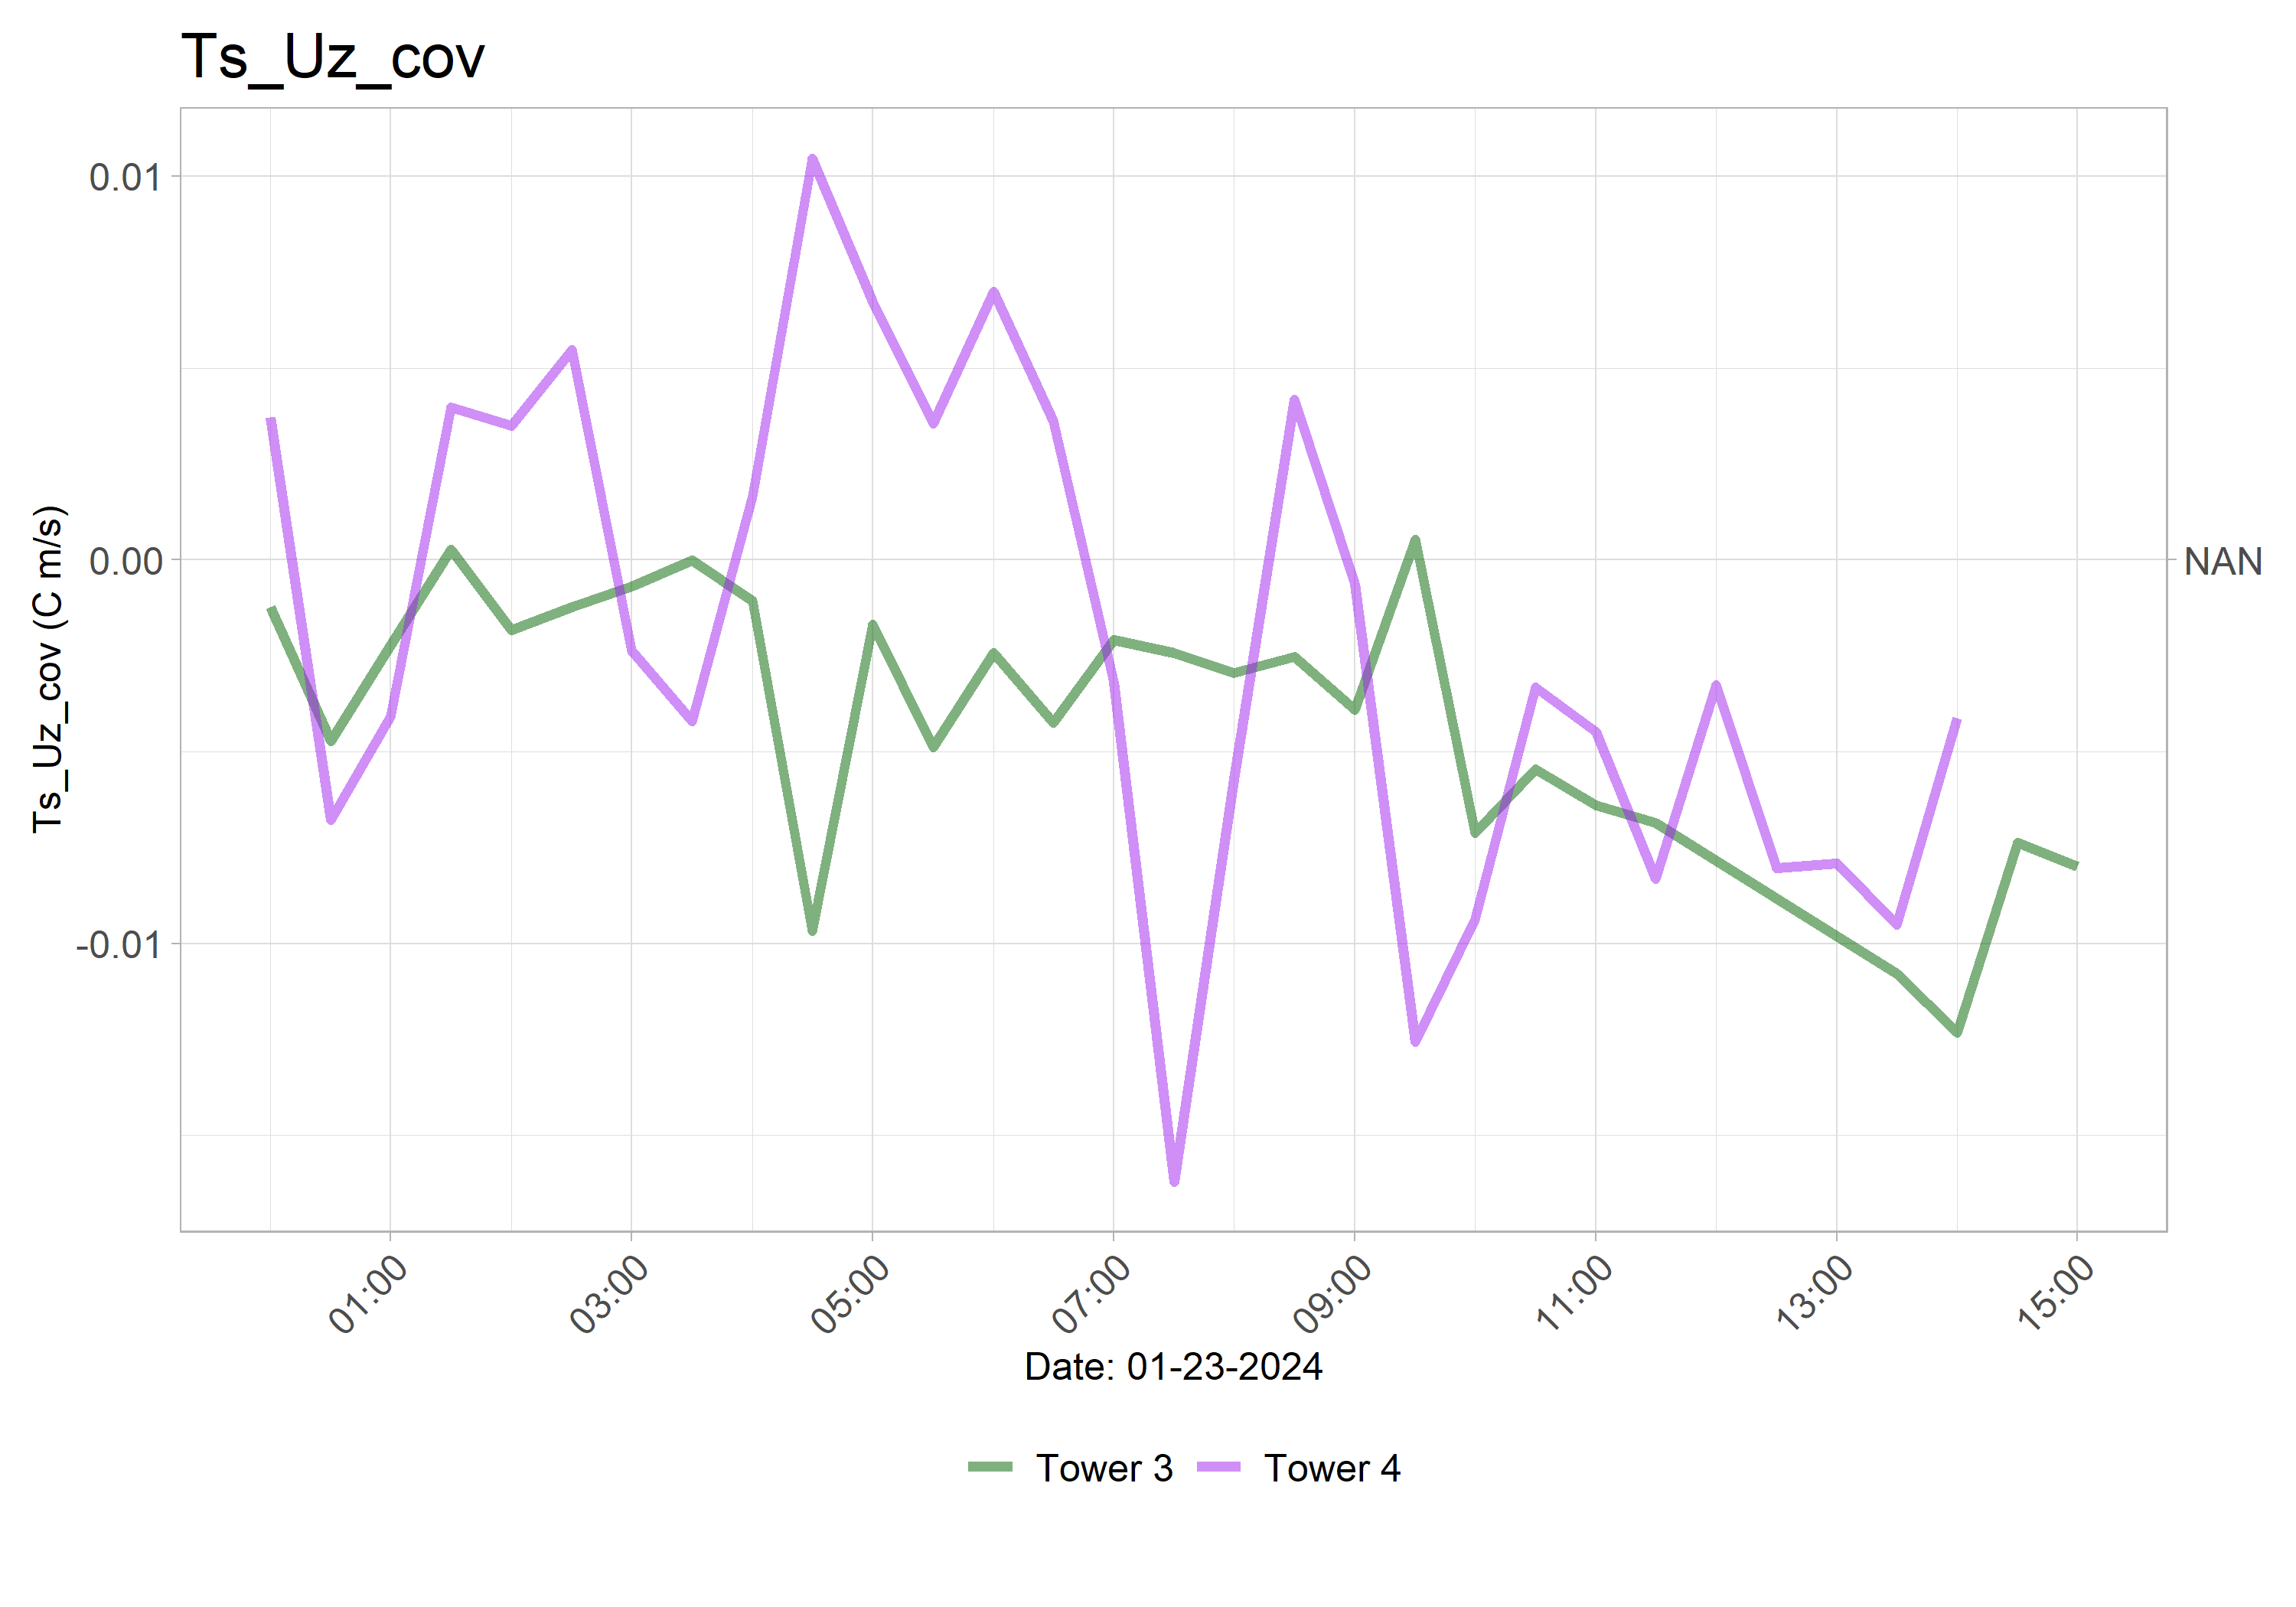 Ts_Uz_cov
0.01
0.00
-0.01
NAN
Ts_Uz_cov (C m/s)
01:00
03:00
05:00
07:00
09:00
11:00
13:00
15:00
Date: 01-23-2024
Tower 3
Tower 4